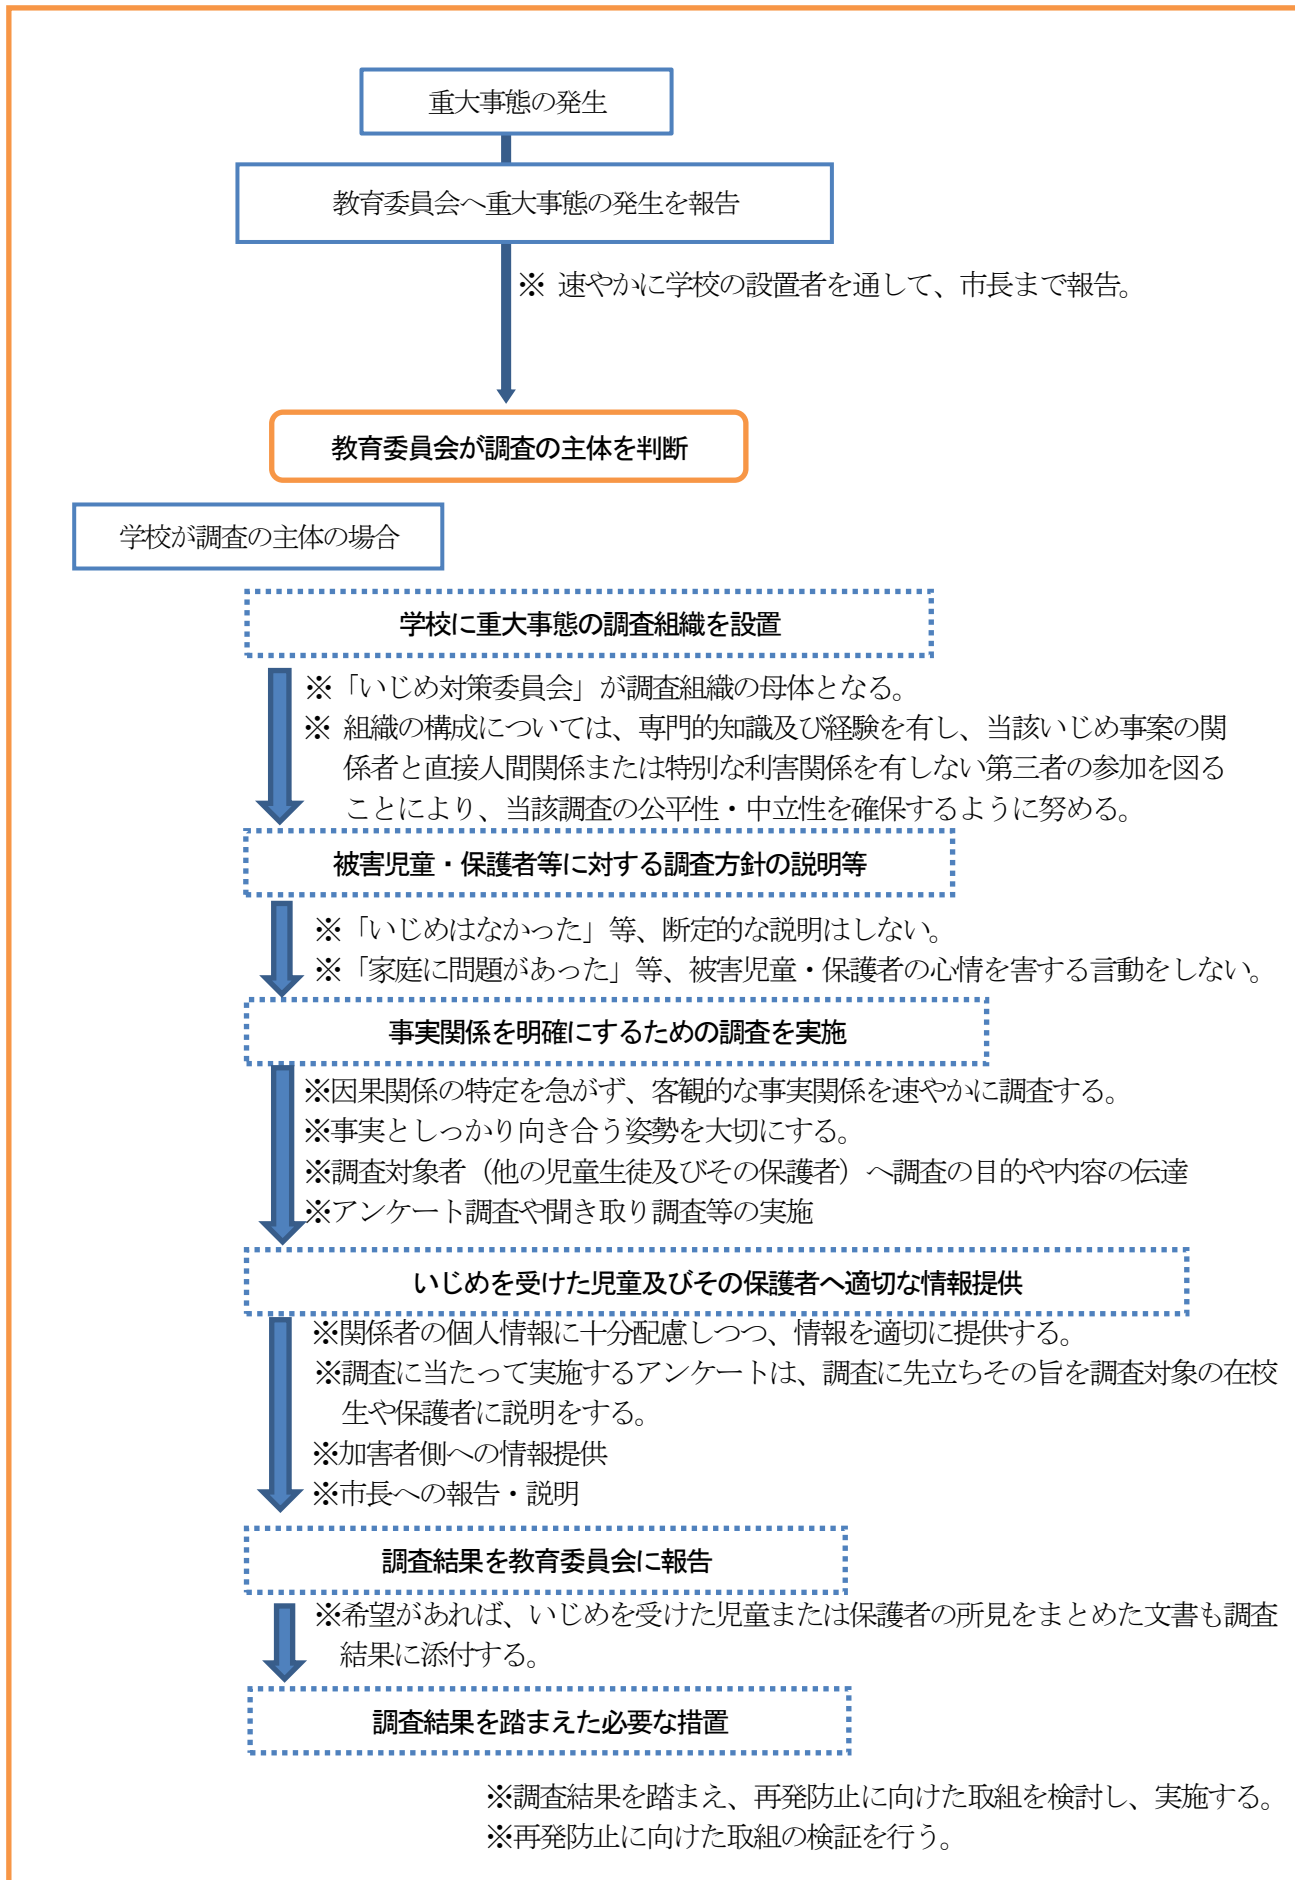 重大事態の発生
教育委員会へ重大事態の発生を報告
※ 速やかに学校の設置者を通して、市長まで報告。
教育委員会が調査の主体を判断
学校が調査の主体の場合
学校に重大事態の調査組織を設置
※「いじめ対策委員会」が調査組織の母体となる。
※ 組織の構成については、専門的知識及び経験を有し、当該いじめ事案の関
係者と直接人間関係または特別な利害関係を有しない第三者の参加を図る
ことにより、当該調査の公平性・中立性を確保するように努める。
被害児童・保護者等に対する調査方針の説明等
※「いじめはなかった」等、断定的な説明はしない。
※「家庭に問題があった」等、被害児童・保護者の心情を害する言動をしない。
事実関係を明確にするための調査を実施
※因果関係の特定を急がず、客観的な事実関係を速やかに調査する。
※事実としっかり向き合う姿勢を大切にする。
※調査対象者（他の児童生徒及びその保護者）へ調査の目的や内容の伝達
※アンケート調査や聞き取り調査等の実施
いじめを受けた児童及びその保護者へ適切な情報提供
※関係者の個人情報に十分配慮しつつ、情報を適切に提供する。
※調査に当たって実施するアンケートは、調査に先立ちその旨を調査対象の在校
生や保護者に説明をする。
※加害者側への情報提供
※市長への報告・説明
調査結果を教育委員会に報告
※希望があれば、いじめを受けた児童または保護者の所見をまとめた文書も調査
結果に添付する。
調査結果を踏まえた必要な措置
※調査結果を踏まえ、再発防止に向けた取組を検討し、実施する。
※再発防止に向けた取組の検証を行う。